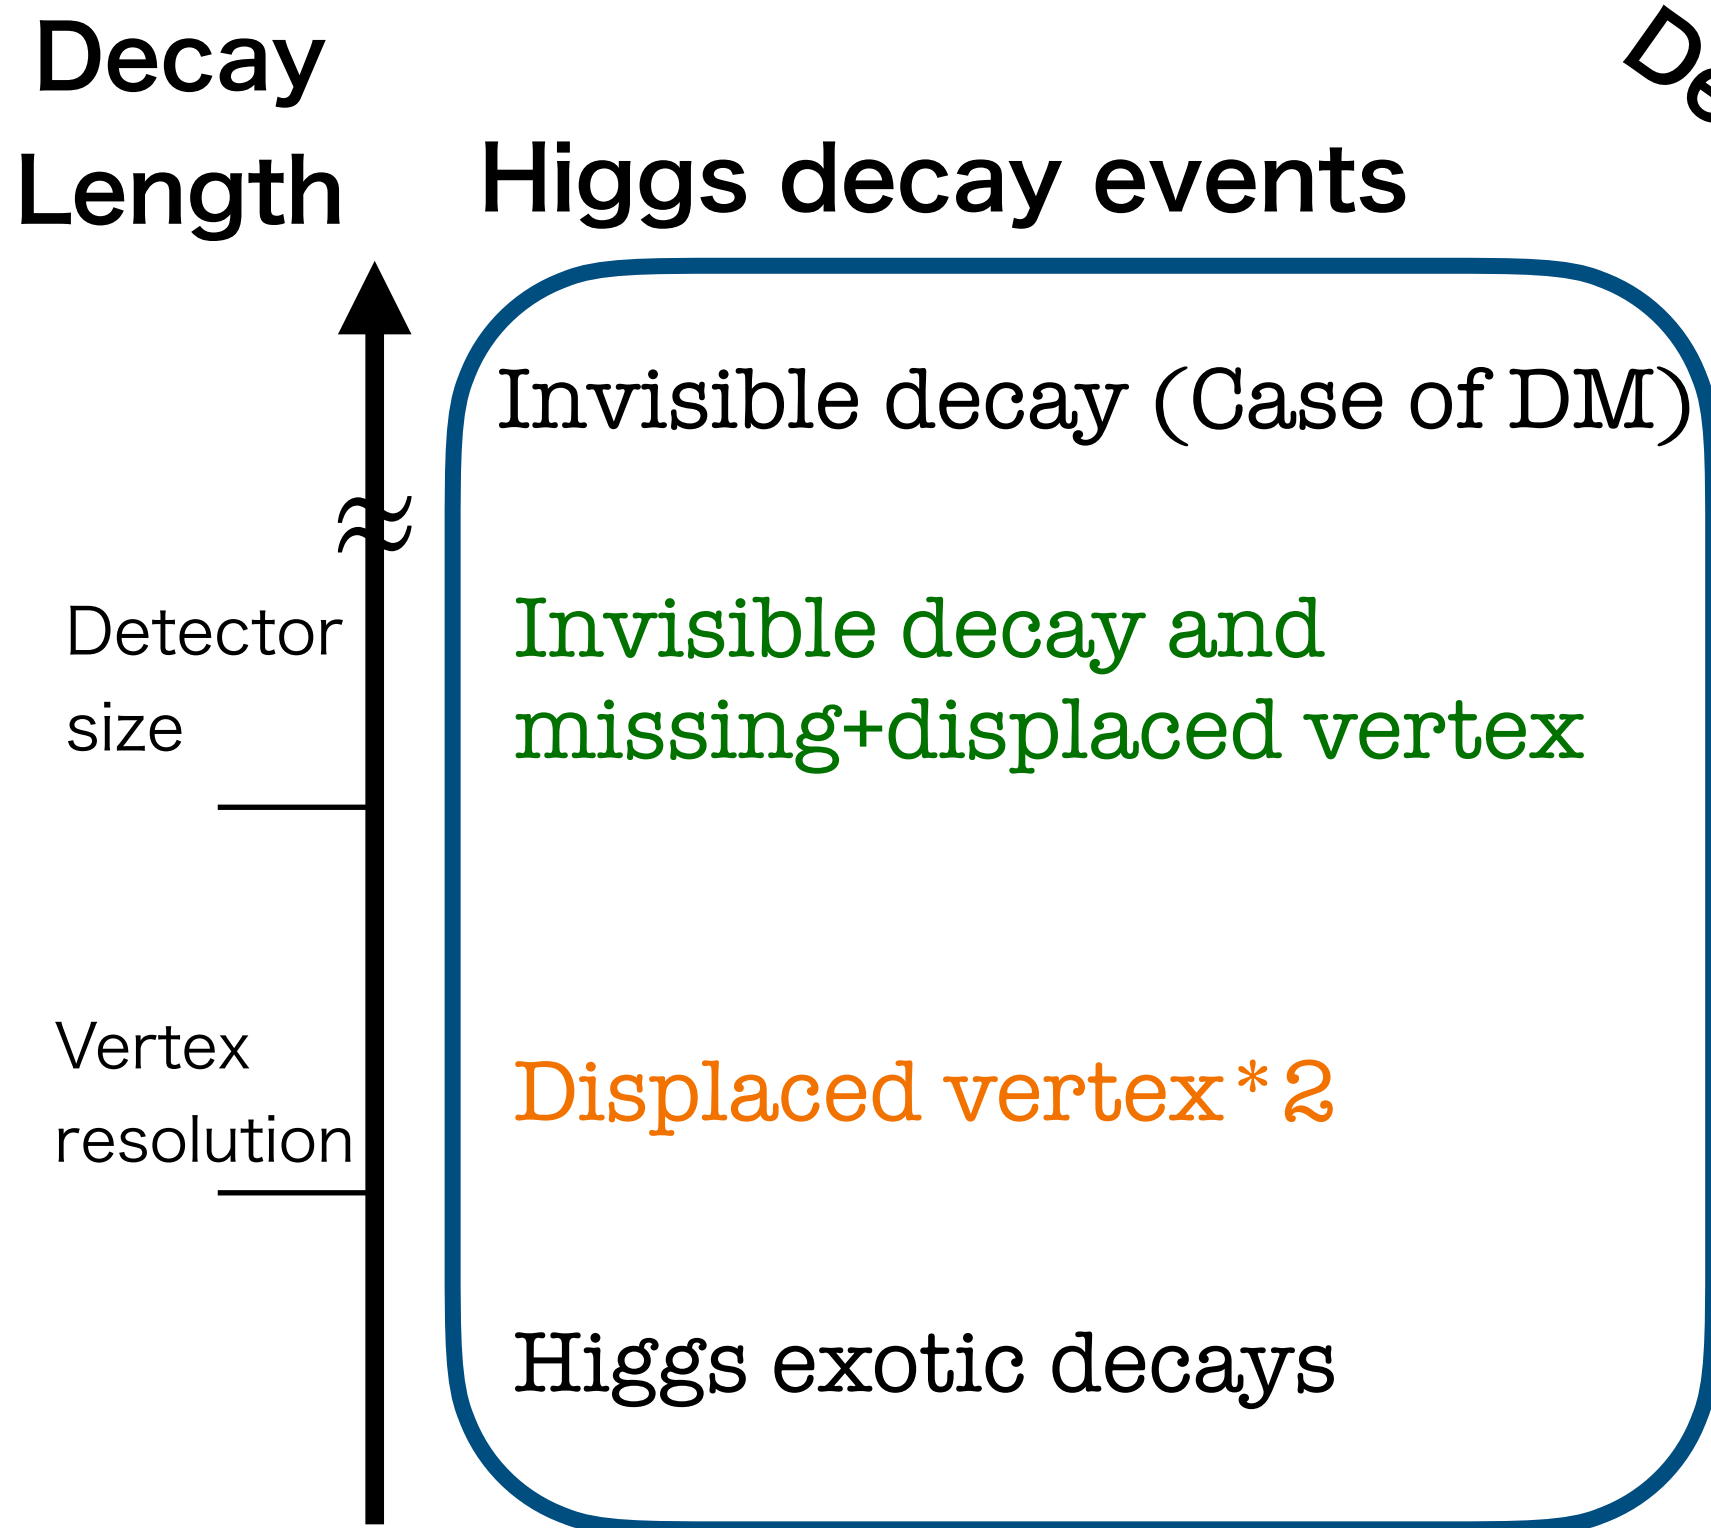 Decay
Length
Higgs decay events
Invisible decay (Case of DM)
≈
Detector
size
Invisible decay and
missing+displaced vertex
Vertex
resolution
Displaced vertex*2
Higgs exotic decays